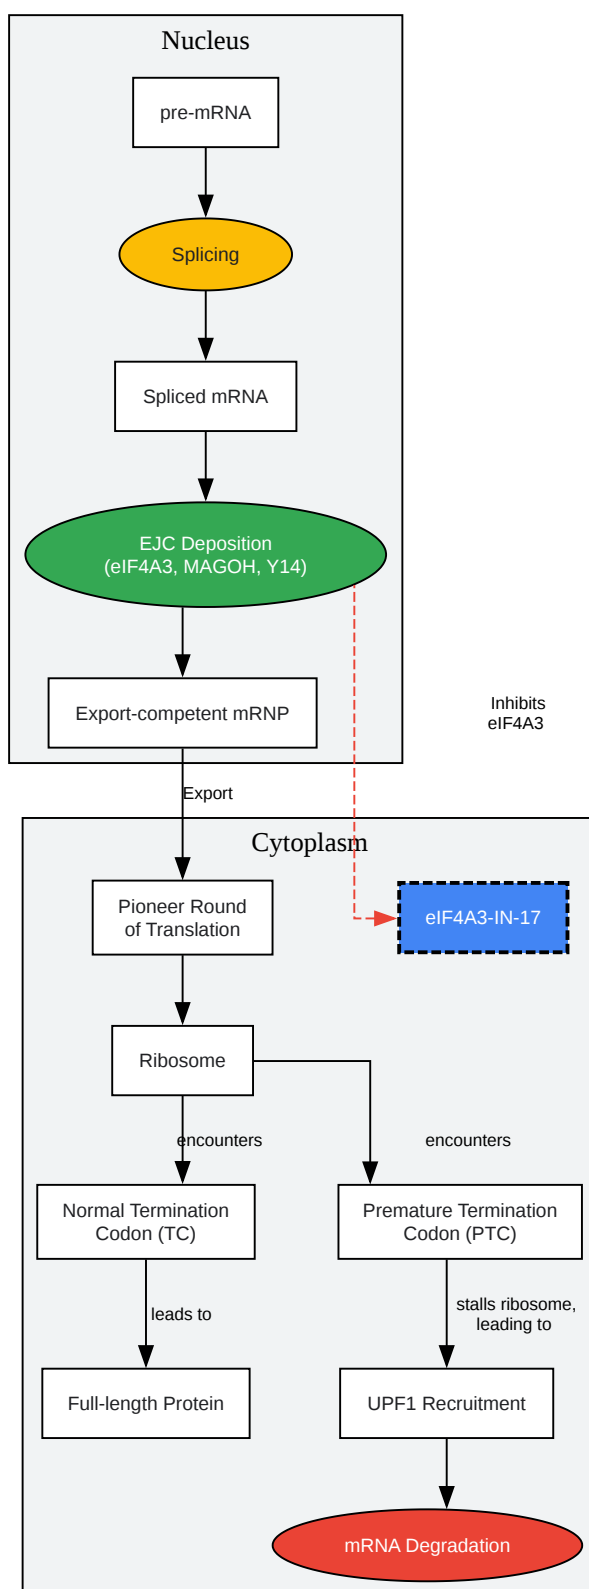 Nucleus
pre-mRNA
Splicing
Spliced mRNA
EJC Deposition
(eIF4A3, MAGOH, Y14)
Export-competent mRNP
Inhibits
eIF4A3
Export
Cytoplasm
Pioneer Round
of Translation
eIF4A3-IN-17
Ribosome
encounters
encounters
Normal Termination
Codon (TC)
Premature Termination
Codon (PTC)
leads to
stalls ribosome,
leading to
Full-length Protein
UPF1 Recruitment
mRNA Degradation